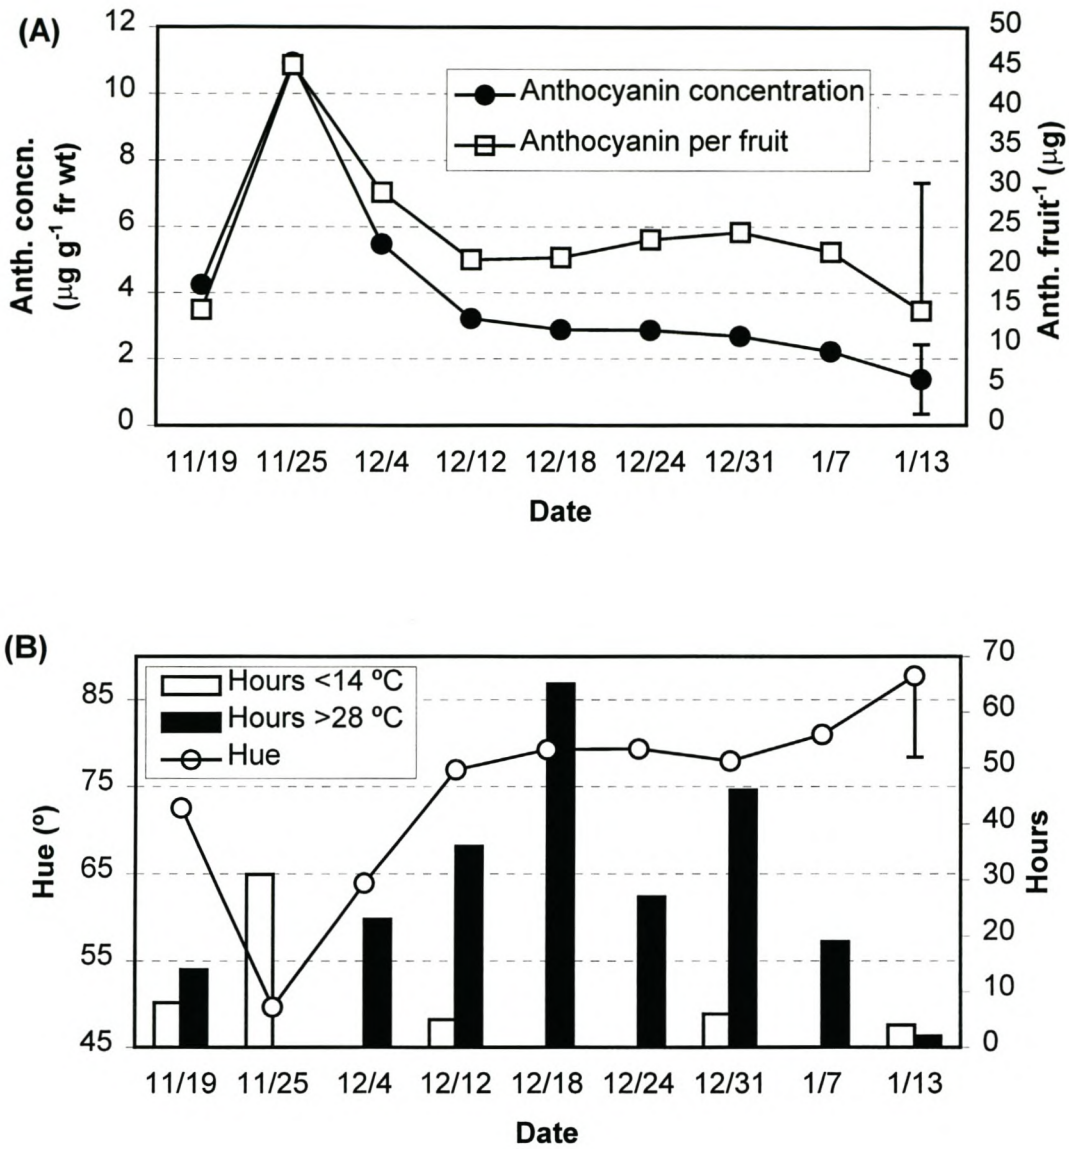 (A)
12
10
8
6
4
2
0
Anth. concn.
(µg g⁻¹ fr wt)
Anthocyanin concentration
Anthocyanin per fruit
50
45
40
35
30
25
20
15
10
5
0
Anth. fruit⁻¹ (µg)
11/19 11/25 12/4 12/12 12/18 12/24 12/31 1/7 1/13
Date
(B)
85
75
65
55
45
Hue (º)
Hours <14 ºC
Hours >28 ºC
Hue
70
60
50
40
30
20
10
0
Hours
11/19 11/25 12/4 12/12 12/18 12/24 12/31 1/7 1/13
Date